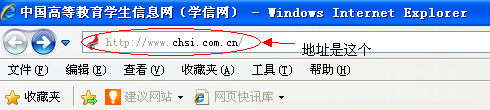 中国高等教育学生信息网（学信网） - Windows Internet Explorer
http://www.chsi.com.cn/
地址是这个
文件(F) 编辑(E) 查看(V) 收藏夹(A) 工具(T) 帮助(H)
收藏夹 建议网站 网页快讯库